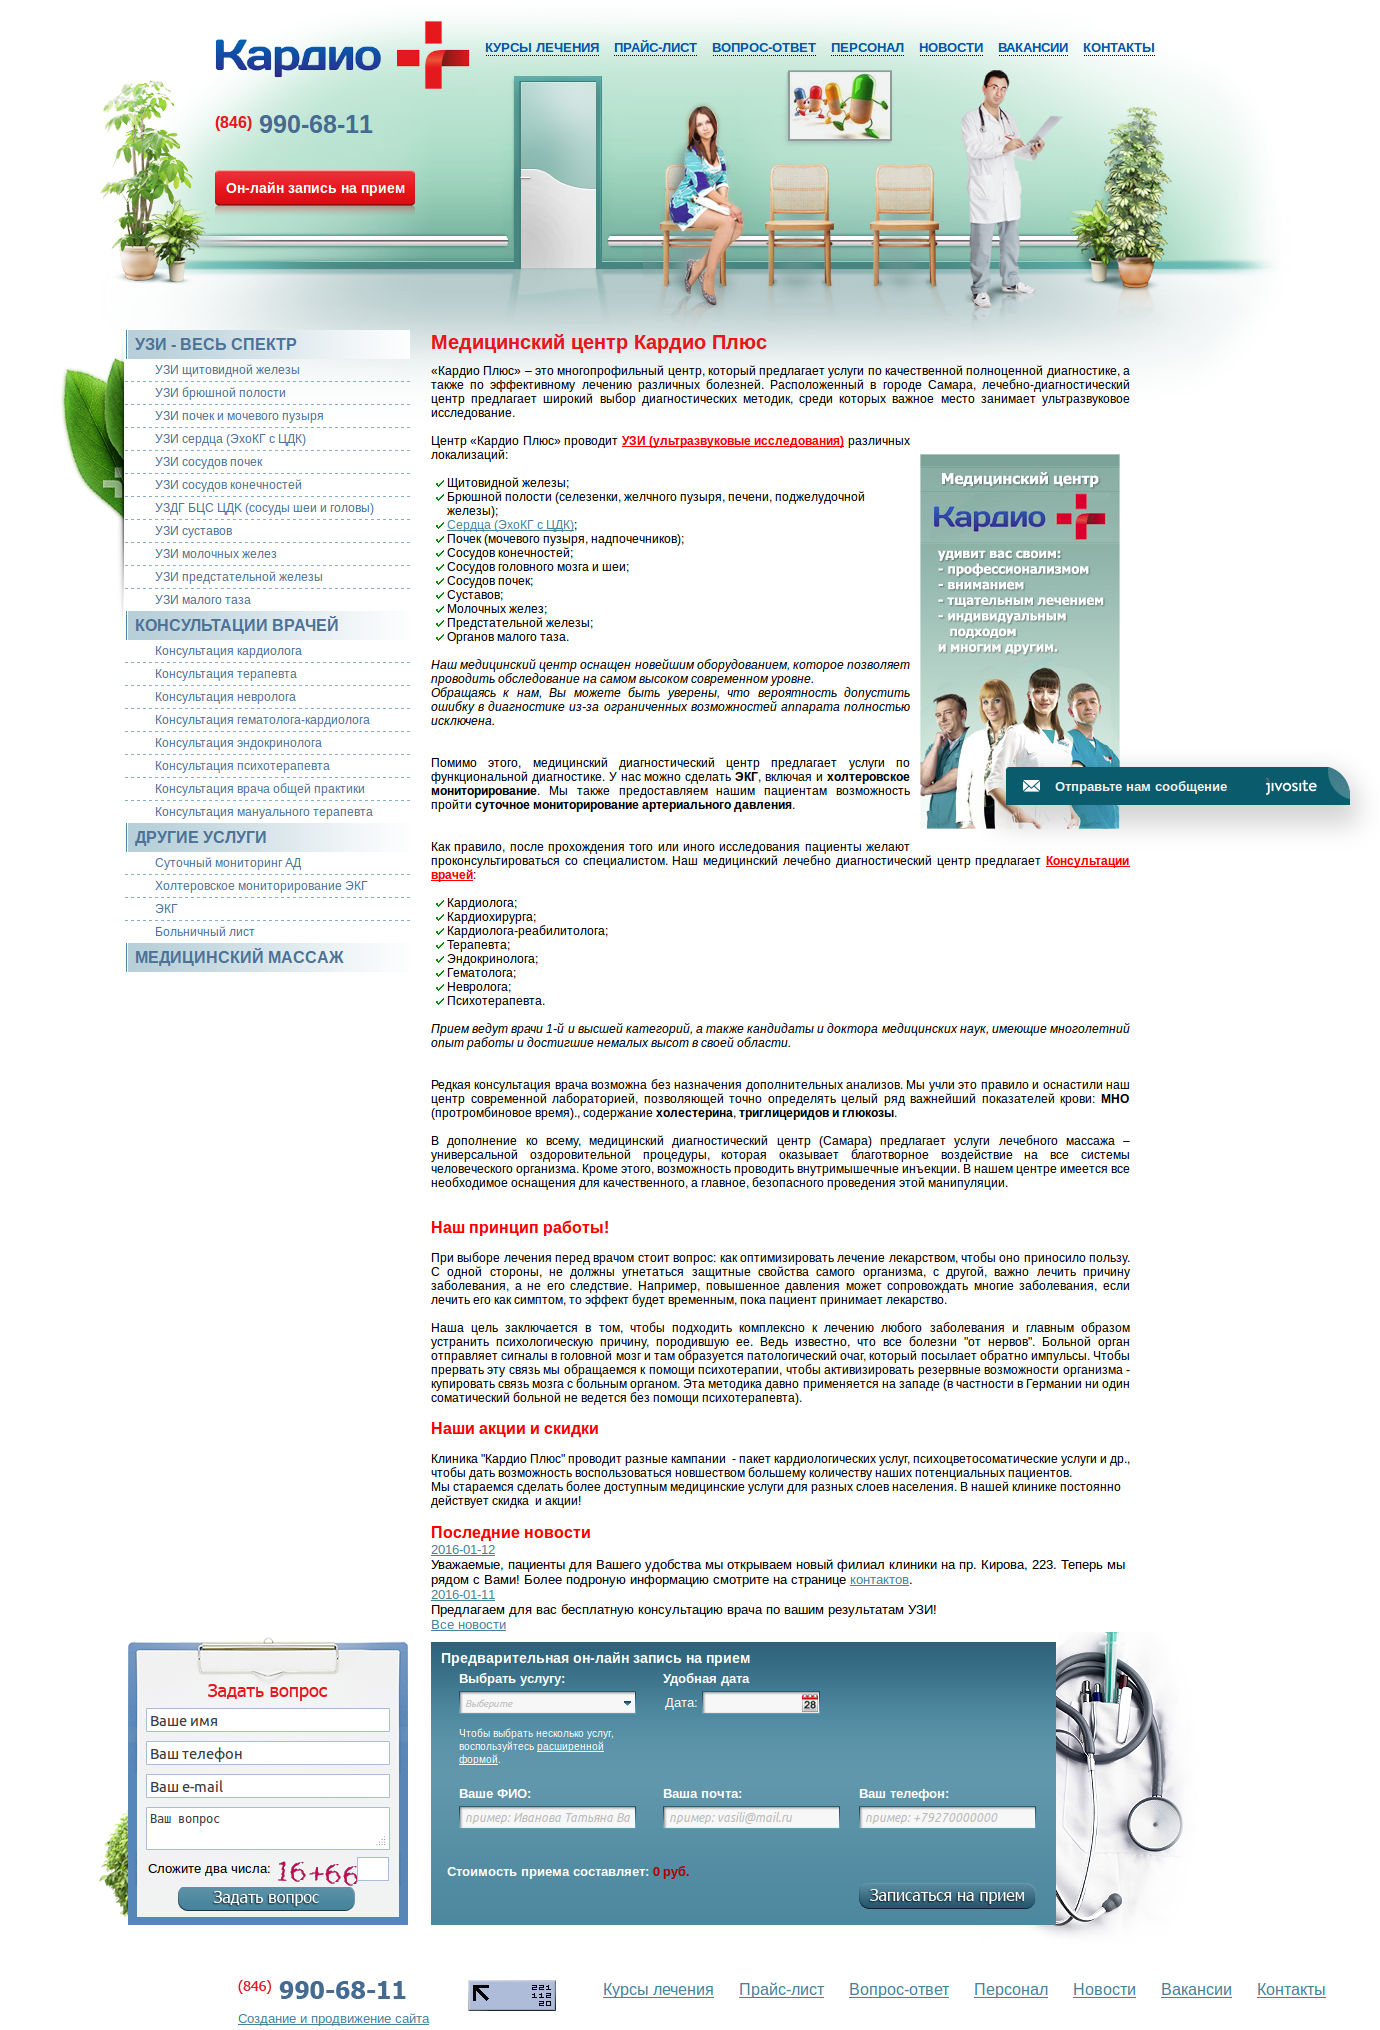 Кардио
КУРСЫ ЛЕЧЕНИЯ ПРАЙС-ЛИСТ ВОПРОС-ОТВЕТ ПЕРСОНАЛ НОВОСТИ ВАКАНСИИ КОНТАКТЫ
(846) 990-68-11
Он-лайн запись на прием
УЗИ - ВЕСЬ СПЕКТР
УЗИ щитовидной железы
УЗИ брюшной полости
УЗИ почек и мочевого пузыря
УЗИ сердца (ЭхоКГ с ЦДК)
УЗИ сосудов почек
УЗИ сосудов конечностей
УЗДГ БЦС ЦДК (сосуды шеи и головы)
УЗИ суставов
УЗИ молочных желез
УЗИ предстательной железы
УЗИ малого таза
КОНСУЛЬТАЦИИ ВРАЧЕЙ
Консультация кардиолога
Консультация терапевта
Консультация невролога
Консультация гематолога-кардиолога
Консультация эндокринолога
Консультация психотерапевта
Консультация врача общей практики
Консультация мануального терапевта
ДРУГИЕ УСЛУГИ
Суточный мониторинг АД
Холтеровское мониторирование ЭКГ
ЭКГ
Больничный лист
МЕДИЦИНСКИЙ МАССАЖ
Медицинский центр Кардио Плюс
«Кардио Плюс» – это многопрофильный центр, который предлагает услуги по качественной полноценной диагностике, а
также по эффективному лечению различных болезней. Расположенный в городе Самара, лечебно-диагностический
центр предлагает широкий выбор диагностических методик, среди которых важное место занимает ультразвуковое
исследование.
Центр «Кардио Плюс» проводит УЗИ (ультразвуковые исследования) различных
локализаций:
Щитовидной железы;
Брюшной полости (селезенки, желчного пузыря, печени, поджелудочной
железы);
Сердца (ЭхоКГ с ЦДК);
Почек (мочевого пузыря, надпочечников);
Сосудов конечностей;
Сосудов головного мозга и шеи;
Сосудов почек;
Суставов;
Молочных желез;
Предстательной железы;
Органов малого таза.
Наш медицинский центр оснащен новейшим оборудованием, которое позволяет
проводить обследование на самом высоком современном уровне.
Обращаясь к нам, Вы можете быть уверены, что вероятность допустить
ошибку в диагностике из-за ограниченных возможностей аппарата полностью
исключена.
Помимо этого, медицинский диагностический центр предлагает услуги по
функциональной диагностике. У нас можно сделать ЭКГ, включая и холтеровское
мониторирование. Мы также предоставляем нашим пациентам возможность
пройти суточное мониторирование артериального давления.
Медицинский центр
Кардио
удивит вас своим:
- профессионализмом
- вниманием
- тщательным лечением
- индивидуальным
подходом
и многим другим.
Отправьте нам сообщение jivosite
Как правило, после прохождения того или иного исследования пациенты желают
проконсультироваться со специалистом. Наш медицинский лечебно диагностический центр предлагает Консультации
врачей:
Кардиолога;
Кардиохирурга;
Кардиолога-реабилитолога;
Терапевта;
Эндокринолога;
Гематолога;
Невролога;
Психотерапевта.
Прием ведут врачи 1-й и высшей категорий, а также кандидаты и доктора медицинских наук, имеющие многолетний
опыт работы и достигшие немалых высот в своей области.
Редкая консультация врача возможна без назначения дополнительных анализов. Мы учли это правило и оснастили наш
центр современной лабораторией, позволяющей точно определять целый ряд важнейший показателей крови: МНО
(протромбиновое время)., содержание холестерина, триглицеридов и глюкозы.
В дополнение ко всему, медицинский диагностический центр (Самара) предлагает услуги лечебного массажа –
универсальной оздоровительной процедуры, которая оказывает благотворное воздействие на все системы
человеческого организма. Кроме этого, возможность проводить внутримышечные инъекции. В нашем центре имеется все
необходимое оснащения для качественного, а главное, безопасного проведения этой манипуляции.
Наш принцип работы!
При выборе лечения перед врачом стоит вопрос: как оптимизировать лечение лекарством, чтобы оно приносило пользу.
С одной стороны, не должны угнетаться защитные свойства самого организма, с другой, важно лечить причину
заболевания, а не его следствие. Например, повышенное давления может сопровождать многие заболевания, если
лечить его как симптом, то эффект будет временным, пока пациент принимает лекарство.
Наша цель заключается в том, чтобы подходить комплексно к лечению любого заболевания и главным образом
устранить психологическую причину, породившую ее. Ведь известно, что все болезни "от нервов". Больной орган
отправляет сигналы в головной мозг и там образуется патологический очаг, который посылает обратно импульсы. Чтобы
прервать эту связь мы обращаемся к помощи психотерапии, чтобы активизировать резервные возможности организма -
купировать связь мозга с больным органом. Эта методика давно применяется на западе (в частности в Германии ни один
соматический больной не ведется без помощи психотерапевта).
Наши акции и скидки
Клиника "Кардио Плюс" проводит разные кампании - пакет кардиологических услуг, психоцветосоматические услуги и др.,
чтобы дать возможность воспользоваться новшеством большему количеству наших потенциальных пациентов.
Мы стараемся сделать более доступным медицинские услуги для разных слоев населения. В нашей клинике постоянно
действует скидка и акции!
Последние новости
2016-01-12
Уважаемые, пациенты для Вашего удобства мы открываем новый филиал клиники на пр. Кирова, 223. Теперь мы
рядом с Вами! Более подроную информацию смотрите на странице контактов.
2016-01-11
Предлагаем для вас бесплатную консультацию врача по вашим результатам УЗИ!
Все новости
Задать вопрос
Ваше имя
Ваш телефон
Ваш e-mail
Ваш вопрос
Сложите два числа: 16+66
Задать вопрос
Предварительная он-лайн запись на прием
Выбрать услугу: Удобная дата
Выберите Дата: 28
Чтобы выбрать несколько услуг,
воспользуйтесь расширенной
формой.
Ваше ФИО: Ваша почта: Ваш телефон:
пример: Иванова Татьяна Ва пример: vasili@mail.ru пример: +79270000000
Стоимость приема составляет: 0 руб.
Записаться на прием
(846) 990-68-11
Создание и продвижение сайта
221
112
20
Курсы лечения Прайс-лист Вопрос-ответ Персонал Новости Вакансии Контакты